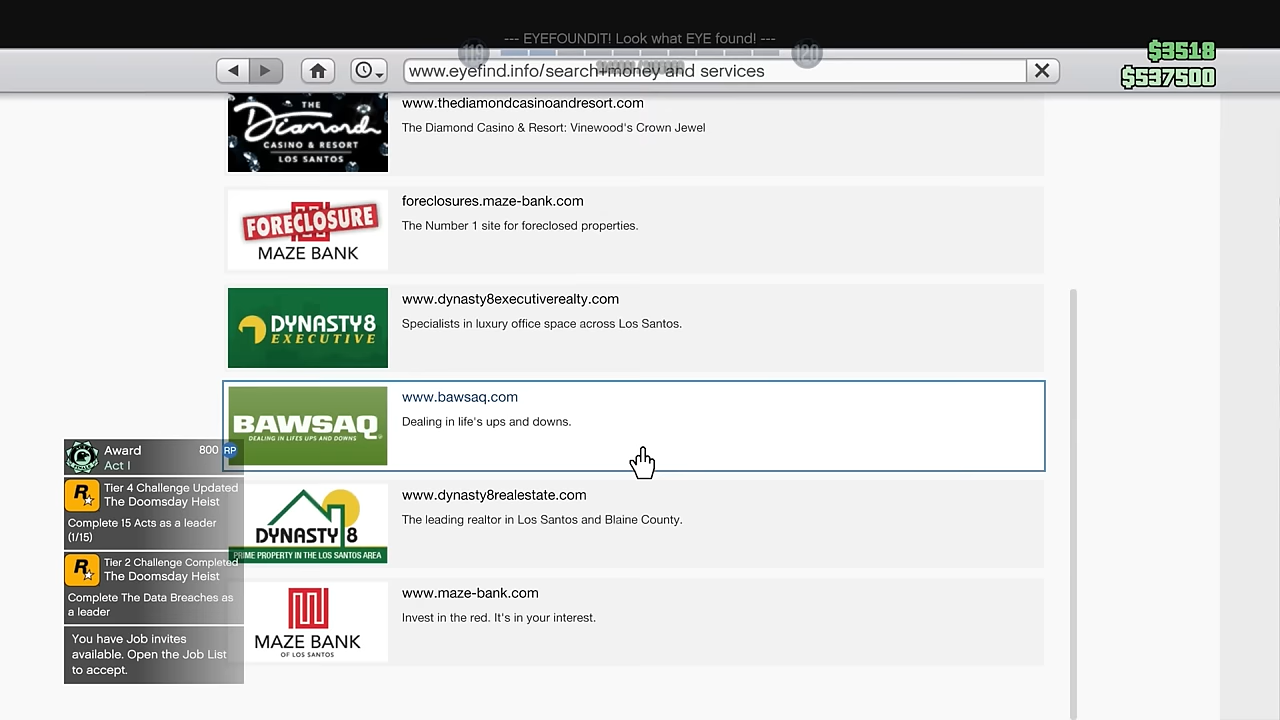 --- EYEFOUNDIT! Look what EYE found! ---
119
120
$3518
$537500
www.eyefind.info/search+money and services
THE
Diamond
CASINO & RESORT
LOS SANTOS
www.thediamondcasinoandresort.com
The Diamond Casino & Resort: Vinewood's Crown Jewel
FORECLOSURE
MAZE BANK
foreclosures.maze-bank.com
The Number 1 site for foreclosed properties.
DYNASTY8
EXECUTIVE
www.dynasty8executiverealty.com
Specialists in luxury office space across Los Santos.
BAWSAQ
DEALING IN LIFE'S UPS AND DOWNS
www.bawsaq.com
Dealing in life's ups and downs.
DYNASTY 8
PRIME PROPERTY IN THE LOS SANTOS AREA
www.dynasty8realestate.com
The leading realtor in Los Santos and Blaine County.
MAZE BANK
OF LOS SANTOS
www.maze-bank.com
Invest in the red. It's in your interest.
Award 800 RP
Act I
Tier 4 Challenge Updated
The Doomsday Heist
Complete 15 Acts as a leader
(1/15)
Tier 2 Challenge Completed
The Doomsday Heist
Complete The Data Breaches as
a leader
You have Job invites
available. Open the Job List
to accept.